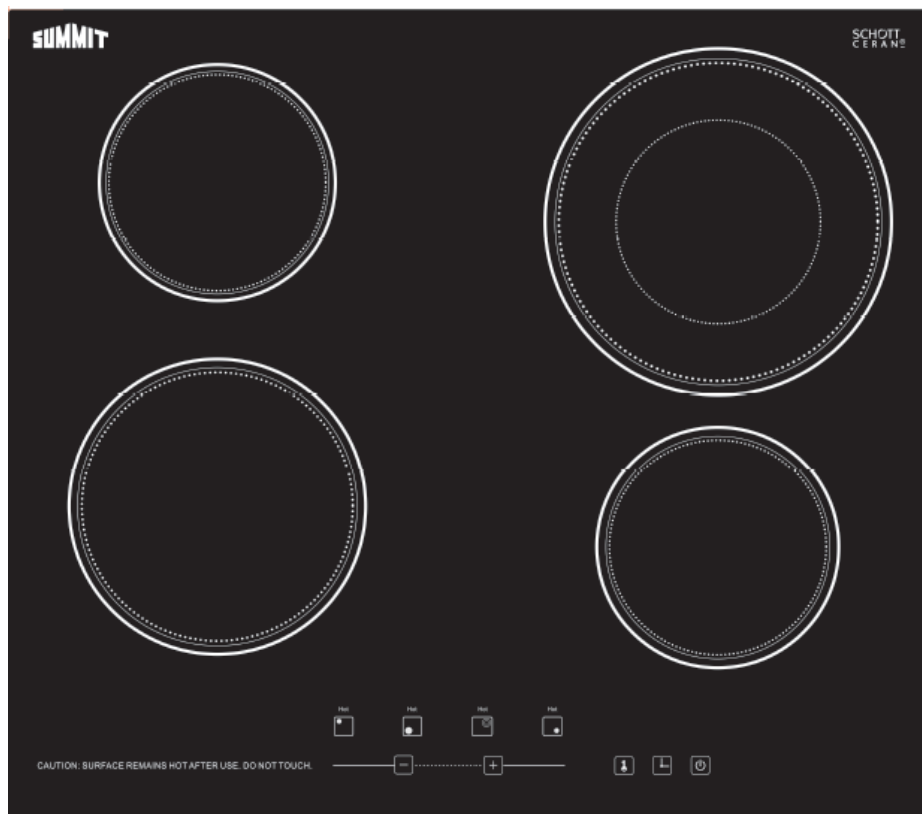 SUMMIT
SCHOTT
CERAN®
Hot Hot Hot Hot
CAUTION: SURFACE REMAINS HOT AFTER USE. DO NOT TOUCH.